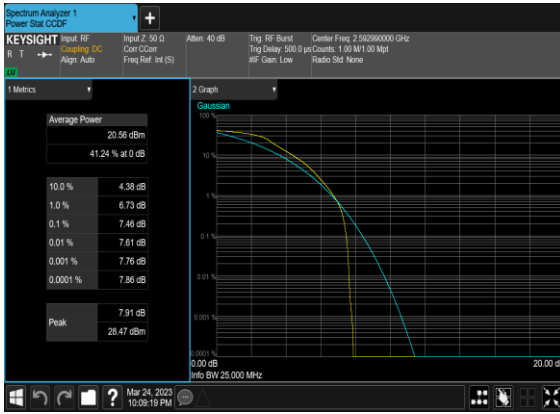 Spectrum Analyzer 1
Power Stat CCDF
+
KEYSIGHT
R T
LV
Input: RF
Coupling: DC
Align: Auto
Input Z: 50 Ω
Corr CCorr
Freq Ref: Int (S)
Atten: 40 dB
Trig: RF Burst
Trig Delay: 500.0 µs
#IF Gain: Low
Center Freq: 2.592990000 GHz
Counts: 1.00 M/1.00 Mpt
Radio Std: None
1 Metrics
Average Power
20.56 dBm
41.24 % at 0 dB
10.0 % 4.38 dB
1.0 % 6.73 dB
0.1 % 7.46 dB
0.01 % 7.61 dB
0.001 % 7.76 dB
0.0001 % 7.86 dB
Peak
7.91 dB
28.47 dBm
2 Graph
Gaussian
100 %
10 %
1 %
0.1 %
0.01 %
0.001 %
0.0001 %
0.00 dB
20.00 d
Info BW 25.000 MHz
?
Mar 24, 2023
10:09:19 PM